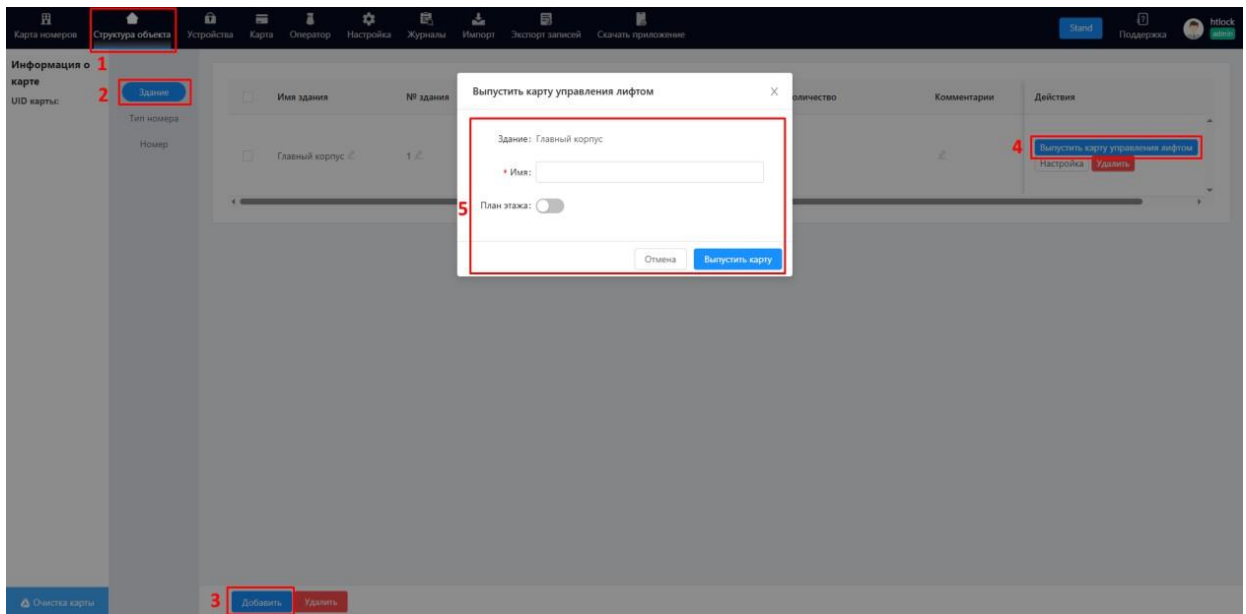 Карта номеров Структура объекта Устройства Карта Оператор Настройка Журналы Импорт Экспорт записей Скачать приложение Stand Поддержка htlock admin
Информация о карте 1
UID карты:
2 Здание
Тип номера
Номер
Имя здания № здания оличество Комментарии Действия
Главный корпус 1
4 Выпустить карту управления лифтом
Настройка Удалить
Выпустить карту управления лифтом
Здание: Главный корпус
* Имя:
5 План этажа:
Отмена Выпустить карту
Очистка карты 3 Добавить Удалить